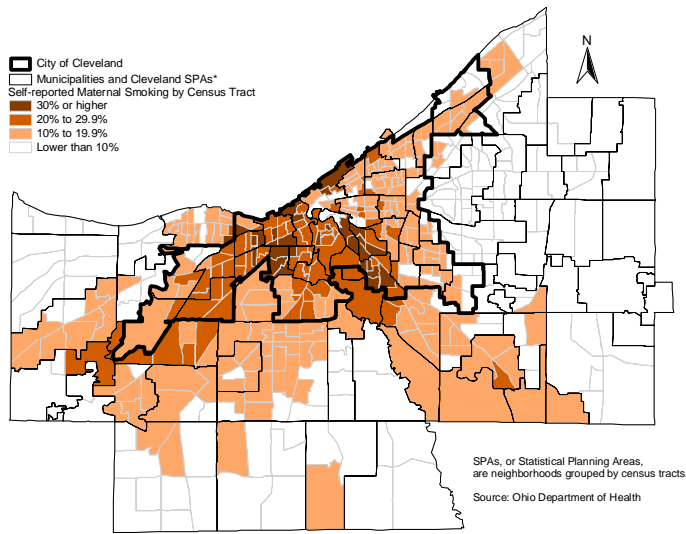 N
City of Cleveland
Municipalities and Cleveland SPAs*
Self-reported Maternal Smoking by Census Tract
30% or higher
20% to 29.9%
10% to 19.9%
Lower than 10%
SPAs, or Statistical Planning Areas,
are neighborhoods grouped by census tracts
Source: Ohio Department of Health